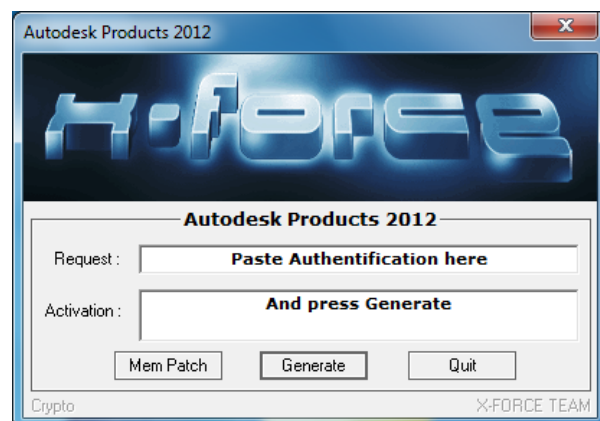 Autodesk Products 2012
x-force
Autodesk Products 2012
Request :
Paste Authentification here
Activation :
And press Generate
Mem Patch
Generate
Quit
Crypto
X-FORCE TEAM